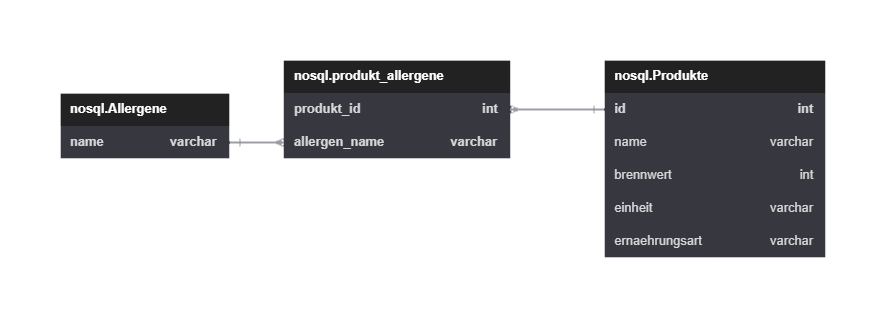 nosql.Allergene
name varchar
nosql.produkt_allergene
produkt_id int
allergen_name varchar
nosql.Produkte
id int
name varchar
brennwert int
einheit varchar
ernaehrungsart varchar